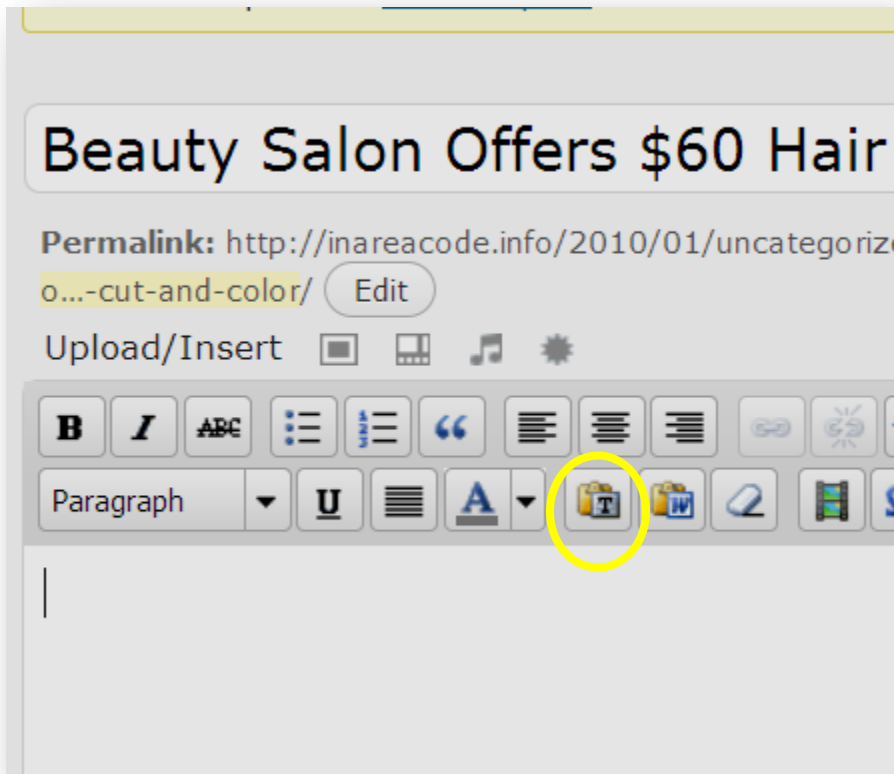 Beauty Salon Offers $60 Hair
Permalink: http://inareacode.info/2010/01/uncategoriz
o...-cut-and-color/ Edit
Upload/Insert
B I ABC
Paragraph U A T W